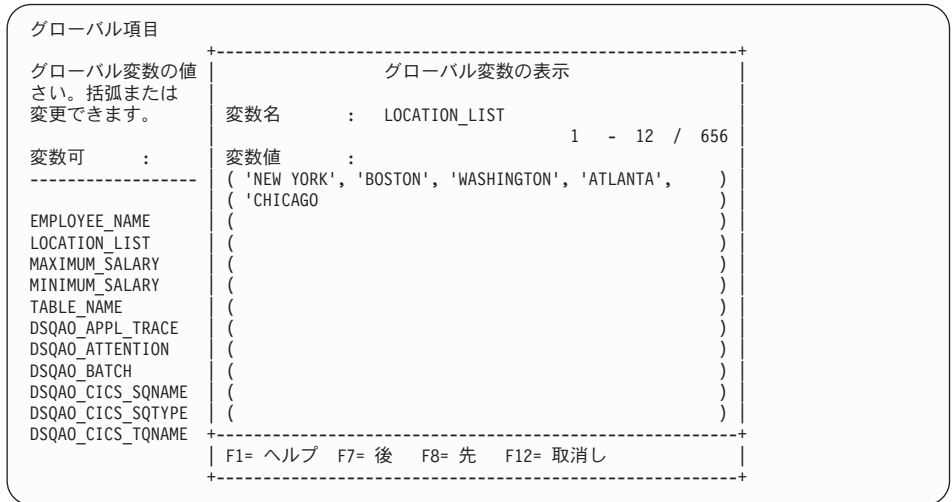 グローバル項目
+--------------------------------------------------------------+
グローバル変数の値 | グローバル変数の表示 |
さい。括弧または | |
変更できます。 | 変数名 : LOCATION_LIST |
| 1 - 12 / 656 |
変数可 : | 変数値 : |
------------------ | ( 'NEW YORK', 'BOSTON', 'WASHINGTON', 'ATLANTA', ) |
| ( 'CHICAGO ) |
EMPLOYEE_NAME | ( ) |
LOCATION_LIST | ( ) |
MAXIMUM_SALARY | ( ) |
MINIMUM_SALARY | ( ) |
TABLE_NAME | ( ) |
DSQAO_APPL_TRACE | ( ) |
DSQAO_ATTENTION | ( ) |
DSQAO_BATCH | ( ) |
DSQAO_CICS_SQNAME | ( ) |
DSQAO_CICS_SQTYPE | ( ) |
DSQAO_CICS_TQNAME +--------------------------------------------------------------+
| F1= ヘルプ F7= 後 F8= 先 F12= 取消し |
+--------------------------------------------------------------+